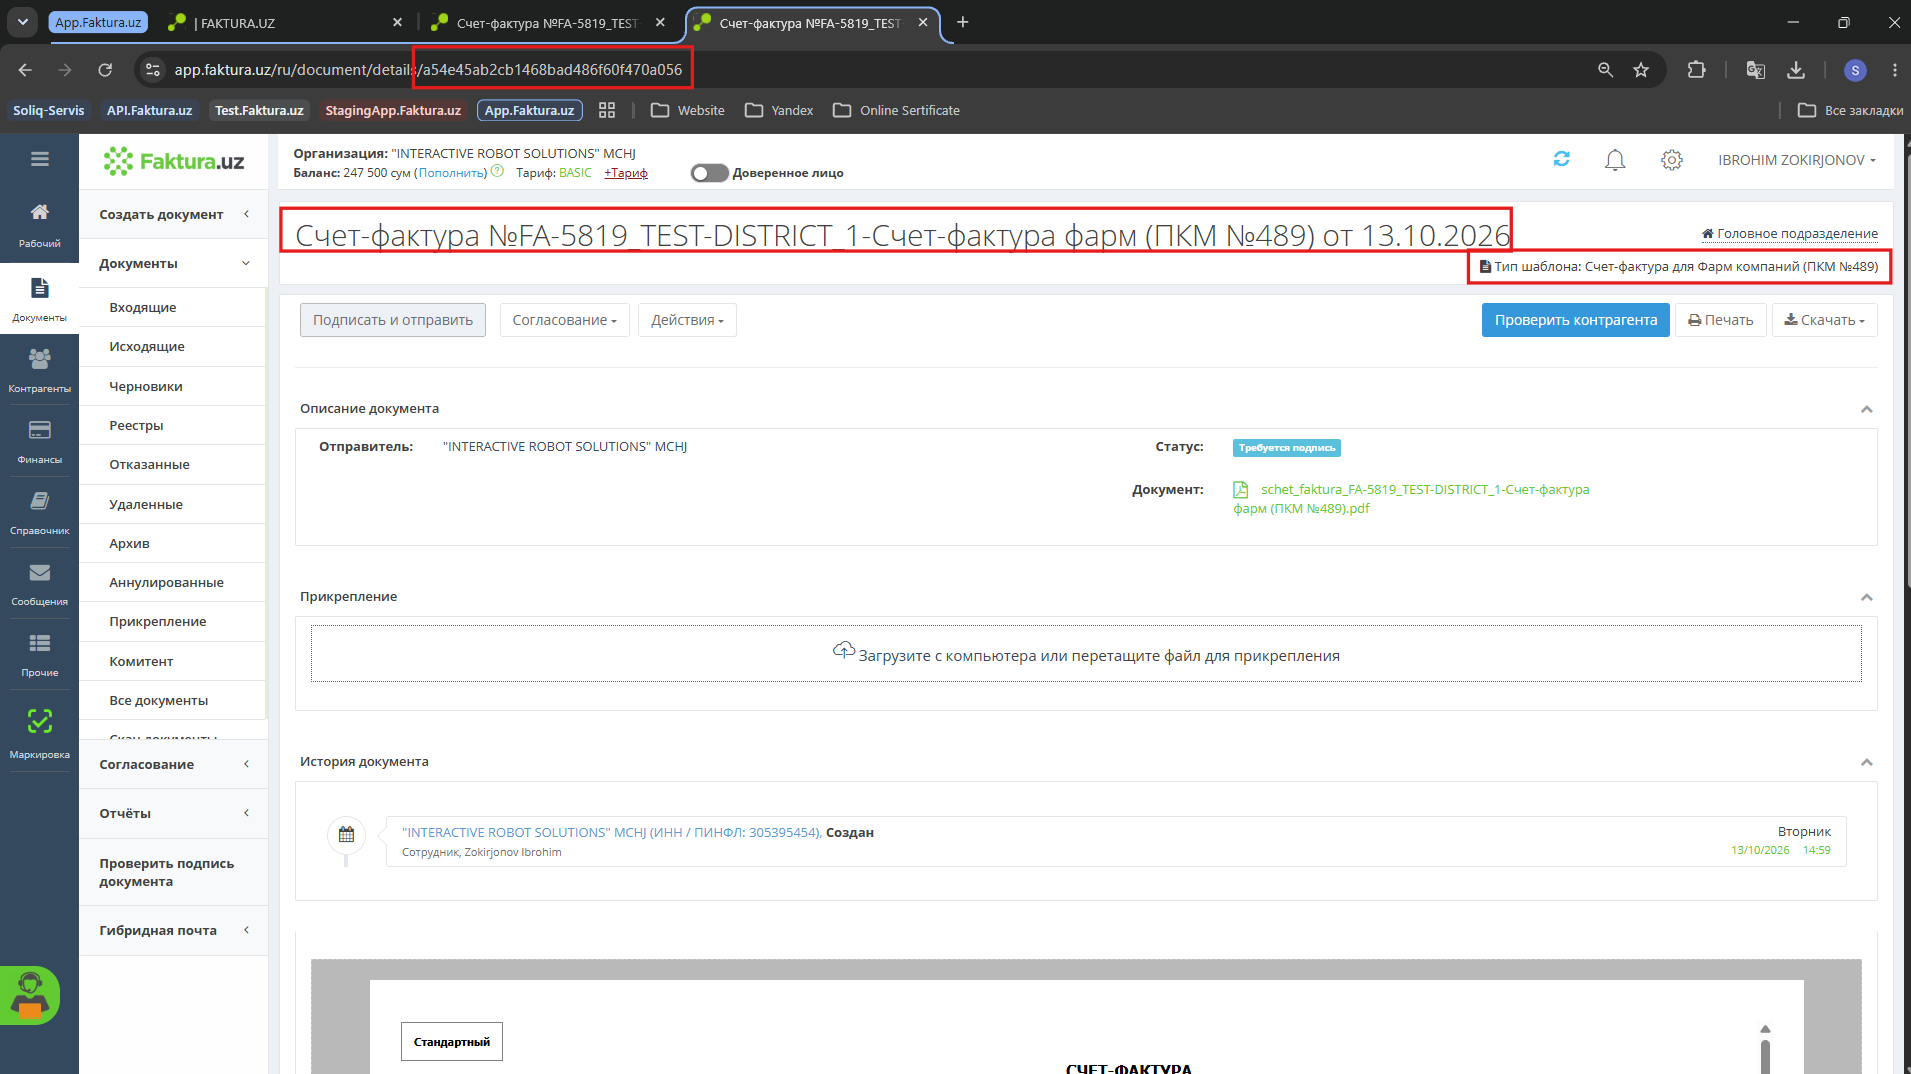 App.Faktura.uz
| FAKTURA.UZ
Счет-фактура №FA-5819_TEST
Счет-фактура №FA-5819_TEST-
app.faktura.uz/ru/document/details/a54e45ab2cb1468bad486f60f470a056
S
Soliq-Servis
API.Faktura.uz
Test.Faktura.uz
StagingApp.Faktura.uz
App.Faktura.uz
Website
Yandex
Online Sertificate
Все закладки
Faktura.uz
Организация: "INTERACTIVE ROBOT SOLUTIONS" MCHJ
Баланс: 247 500 сум (Пополнить) ? Тариф: BASIC +Тариф
Доверенное лицо
IBROHIM ZOKIRJONOV
Рабочий
Документы
Контрагенты
Финансы
Справочник
Сообщения
Прочие
Маркировка
Создать документ
Документы
Входящие
Исходящие
Черновики
Реестры
Отказанные
Удаленные
Архив
Аннулированные
Прикрепление
Комитент
Все документы
Скан документы
Согласование
Отчёты
Проверить подпись
документа
Гибридная почта
Счет-фактура №FA-5819_TEST-DISTRICT_1-Счет-фактура фарм (ПКМ №489) от 13.10.2026
Головное подразделение
Тип шаблона: Счет-фактура для Фарм компаний (ПКМ №489)
Подписать и отправить
Согласование
Действия
Проверить контрагента
Печать
Скачать
Описание документа
Отправитель: "INTERACTIVE ROBOT SOLUTIONS" MCHJ
Статус: Требуется подпись
Документ: schet_faktura_FA-5819_TEST-DISTRICT_1-Счет-фактура
фарм (ПКМ №489).pdf
Прикрепление
Загрузите с компьютера или перетащите файл для прикрепления
История документа
"INTERACTIVE ROBOT SOLUTIONS" MCHJ (ИНН / ПИНФЛ: 305395454), Создан
Сотрудник, Zokirjonov Ibrohim
Вторник
13/10/2026 14:59
Стандартный
СЧЕТ-ФАКТУРА